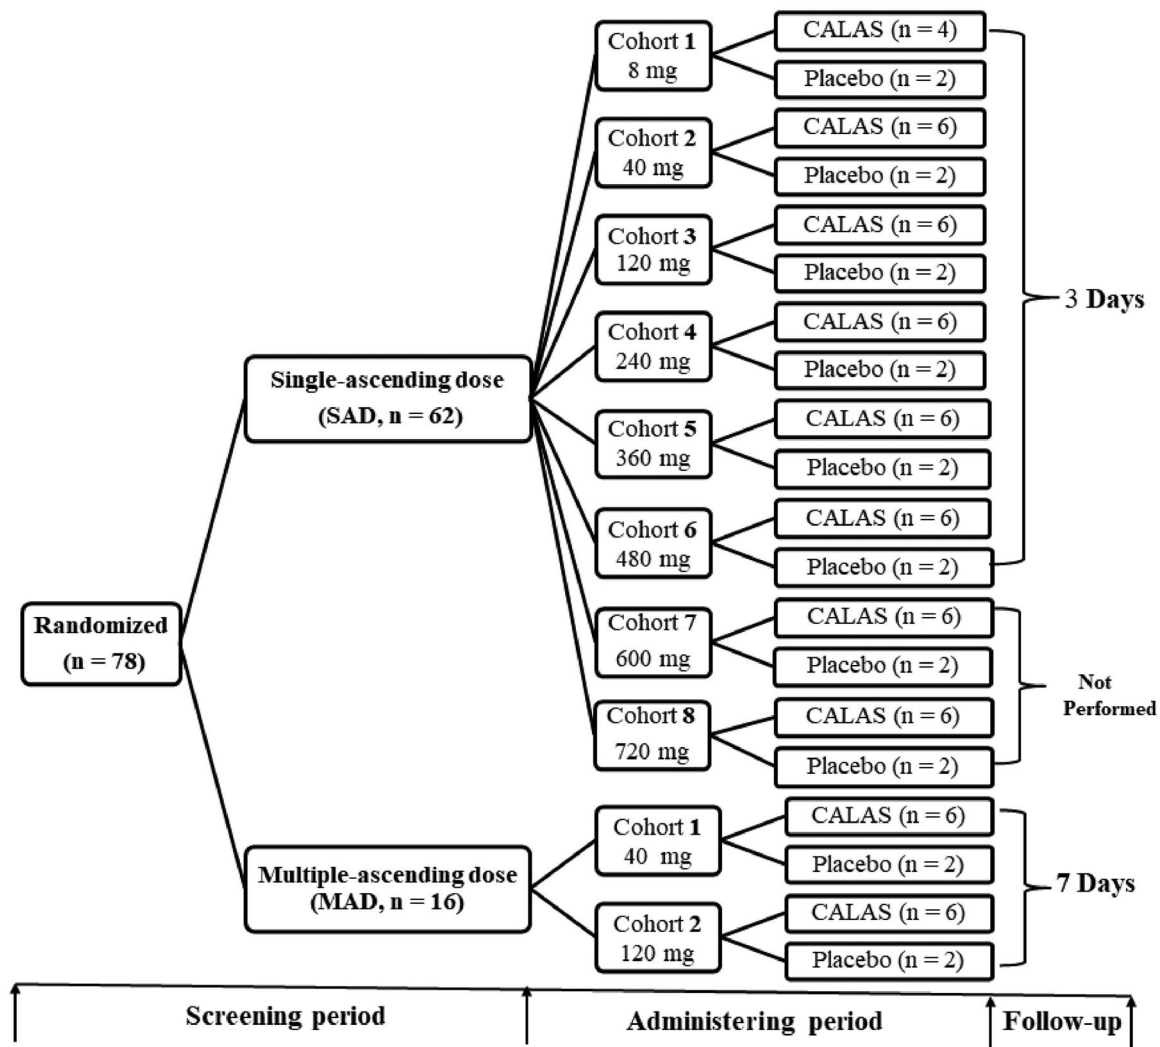 Cohort 1
8 mg
CALAS (n = 4)
Placebo (n = 2)
Cohort 2
40 mg
CALAS (n = 6)
Placebo (n = 2)
Cohort 3
120 mg
CALAS (n = 6)
Placebo (n = 2)
3 Days
Cohort 4
240 mg
CALAS (n = 6)
Placebo (n = 2)
Single-ascending dose
(SAD, n = 62)
Cohort 5
360 mg
CALAS (n = 6)
Placebo (n = 2)
Cohort 6
480 mg
CALAS (n = 6)
Placebo (n = 2)
Randomized
(n = 78)
Cohort 7
600 mg
CALAS (n = 6)
Placebo (n = 2)
Not
Performed
Cohort 8
720 mg
CALAS (n = 6)
Placebo (n = 2)
Cohort 1
40 mg
CALAS (n = 6)
Placebo (n = 2)
Multiple-ascending dose
(MAD, n = 16)
7 Days
Cohort 2
120 mg
CALAS (n = 6)
Placebo (n = 2)
Screening period
Administering period
Follow-up